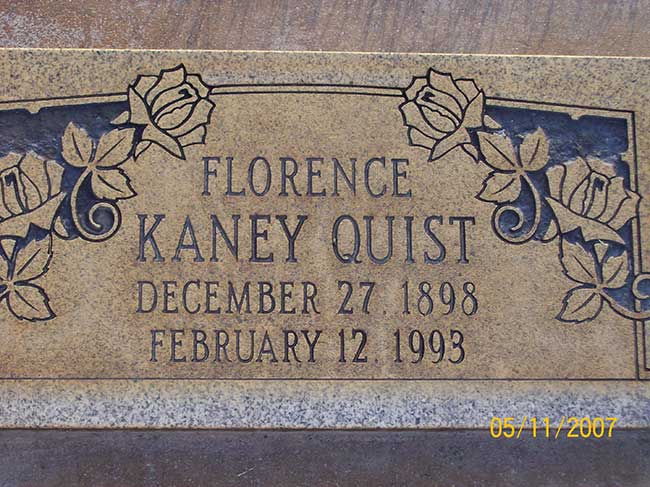 FLORENCE
KANEY QUIST
DECEMBER 27, 1898
FEBRUARY 12, 1993
05/11/2007